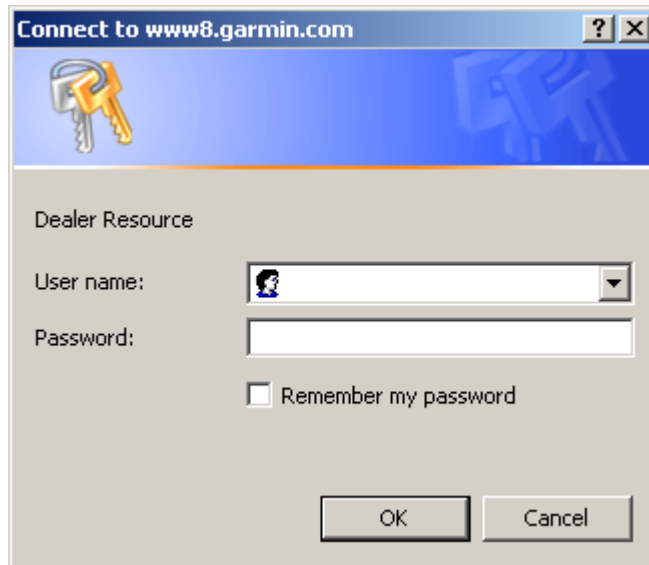 Connect to www8.garmin.com
Dealer Resource
User name:
Password:
Remember my password
OK Cancel